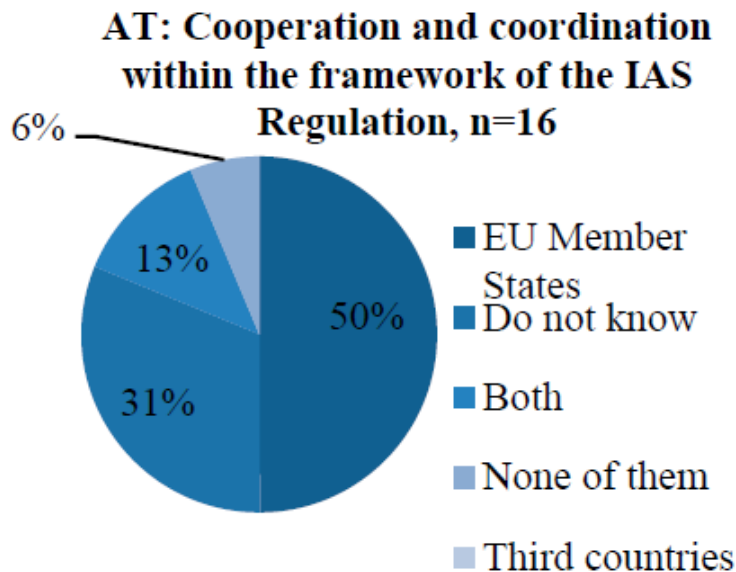 AT: Cooperation and coordination
within the framework of the IAS
Regulation, n=16
6%
13%
50%
31%
EU Member
States
Do not know
Both
None of them
Third countries